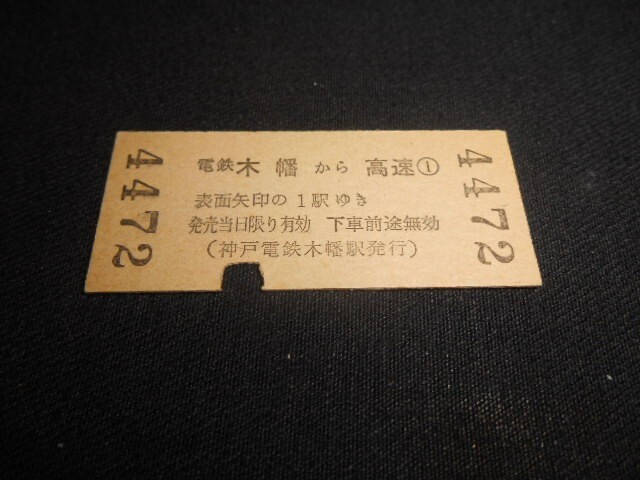 4472
電鉄木幡から高速①
表面矢印の1駅ゆき
発売当日限り有効 下車前途無効
(神戸電鉄木幡駅発行)
4472